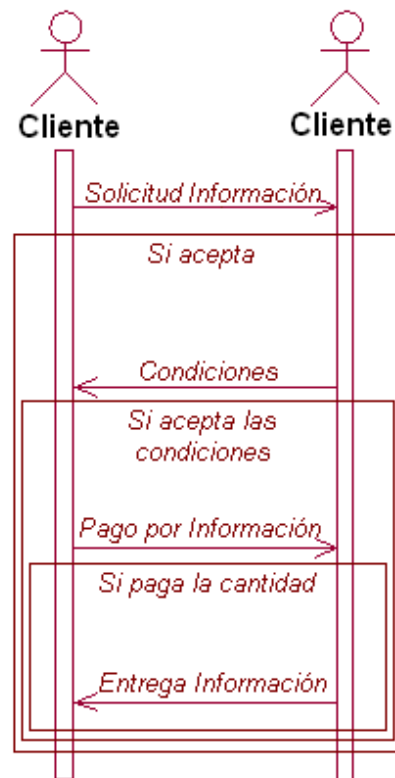 Cliente Cliente
Solicitud Información
Si acepta
Condiciones
Si acepta las
condiciones
Pago por Información
Si paga la cantidad
Entrega Información